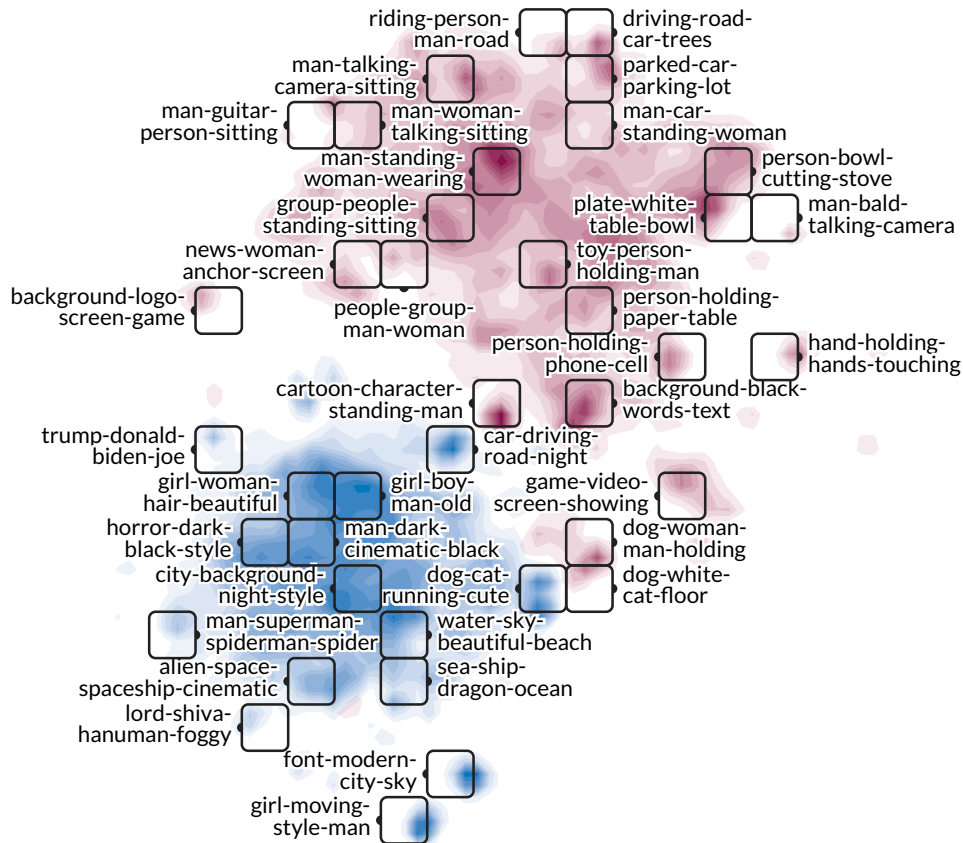 riding-person-
man-road
driving-road-
car-trees
man-talking-
camera-sitting
parked-car-
parking-lot
man-guitar-
person-sitting
man-woman-
talking-sitting
man-car-
standing-woman
man-standing-
woman-wearing
person-bowl-
cutting-stove
group-people-
standing-sitting
plate-white-
table-bowl
man-bald-
talking-camera
news-woman-
anchor-screen
toy-person-
holding-man
background-logo-
screen-game
people-group-
man-woman
person-holding-
paper-table
person-holding-
phone-cell
hand-holding-
hands-touching
cartoon-character-
standing-man
background-black-
words-text
trump-donald-
biden-joe
car-driving-
road-night
girl-woman-
hair-beautiful
girl-boy-
man-old
game-video-
screen-showing
horror-dark-
black-style
man-dark-
cinematic-black
dog-woman-
man-holding
city-background-
night-style
dog-cat-
running-cute
dog-white-
cat-floor
man-superman-
spiderman-spider
water-sky-
beautiful-beach
alien-space-
spaceship-cinematic
sea-ship-
dragon-ocean
lord-shiva-
hanuman-foggy
font-modern-
city-sky
girl-moving-
style-man